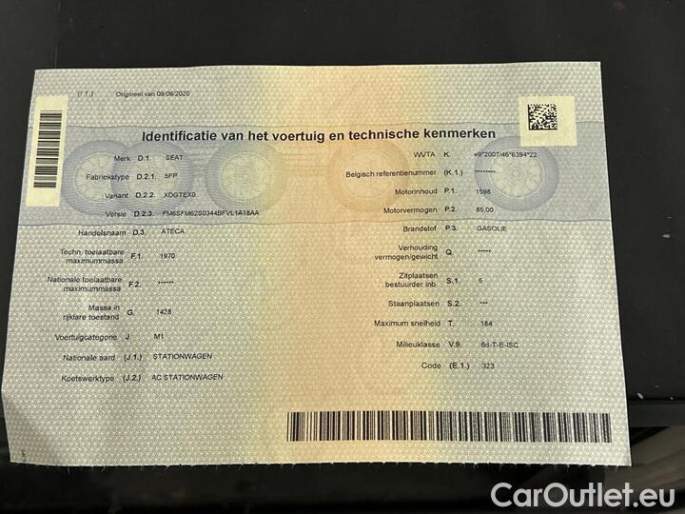 (7.1.) Origineel van 09/06/2020
Identificatie van het voertuig en technische kenmerken
Merk D.1. SEAT
Fabriekstype D.2.1. 5FP
Variant D.2.2. XDGTEX0
Versie D.2.3.
Handelsnaam D.3. ATECA
Techn. toelaatbare
maximummassa F.1. 1970
Nationale toelaatbare
maximummassa F.2. ******
Massa in
rijklare toestand G. 1428
Voertuigcategorie J. M1
Nationale aard (J.1.) STATIONWAGEN
Koetswerktype (J.2.) AC STATIONWAGEN
WVTA K.
Belgisch referentienummer (K.1.) ********
Motorinhoud P.1. 1598
Motorvermogen P.2. 85,00
Brandstof P.3. GASOLIE
Verhouding
vermogen/gewicht Q. *****
Zitplaatsen
bestuurder inb. S.1. 5
Staanplaatsen S.2. ***
Maximum snelheid T. 184
Milieuklasse V.9. 6d-T-E-ISC
Code (E.1.) 323
CarOutlet.eu